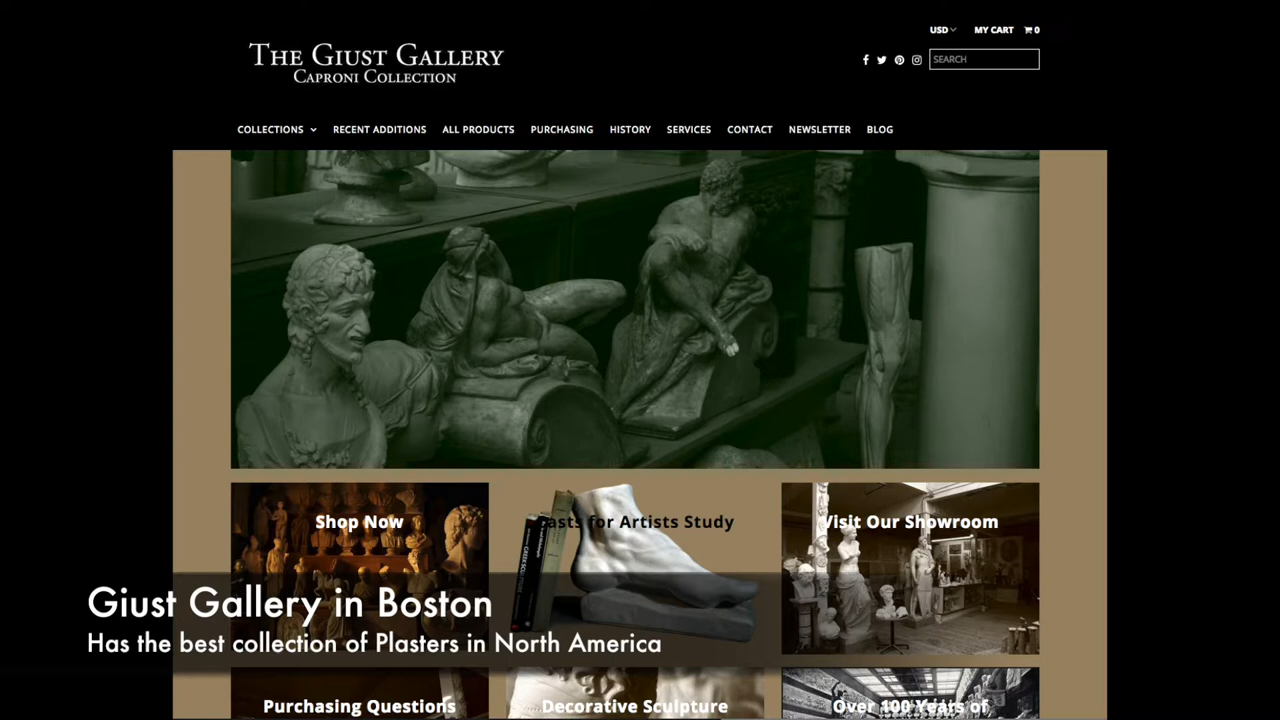 USD MY CART 0
THE GIUST GALLERY
CAPRONI COLLECTION
SEARCH
COLLECTIONS RECENT ADDITIONS ALL PRODUCTS PURCHASING HISTORY SERVICES CONTACT NEWSLETTER BLOG
Shop Now
Casts for Artists Study
Visit Our Showroom
Giust Gallery in Boston
Has the best collection of Plasters in North America
Purchasing Questions
Decorative Sculpture
Over 100 Years of